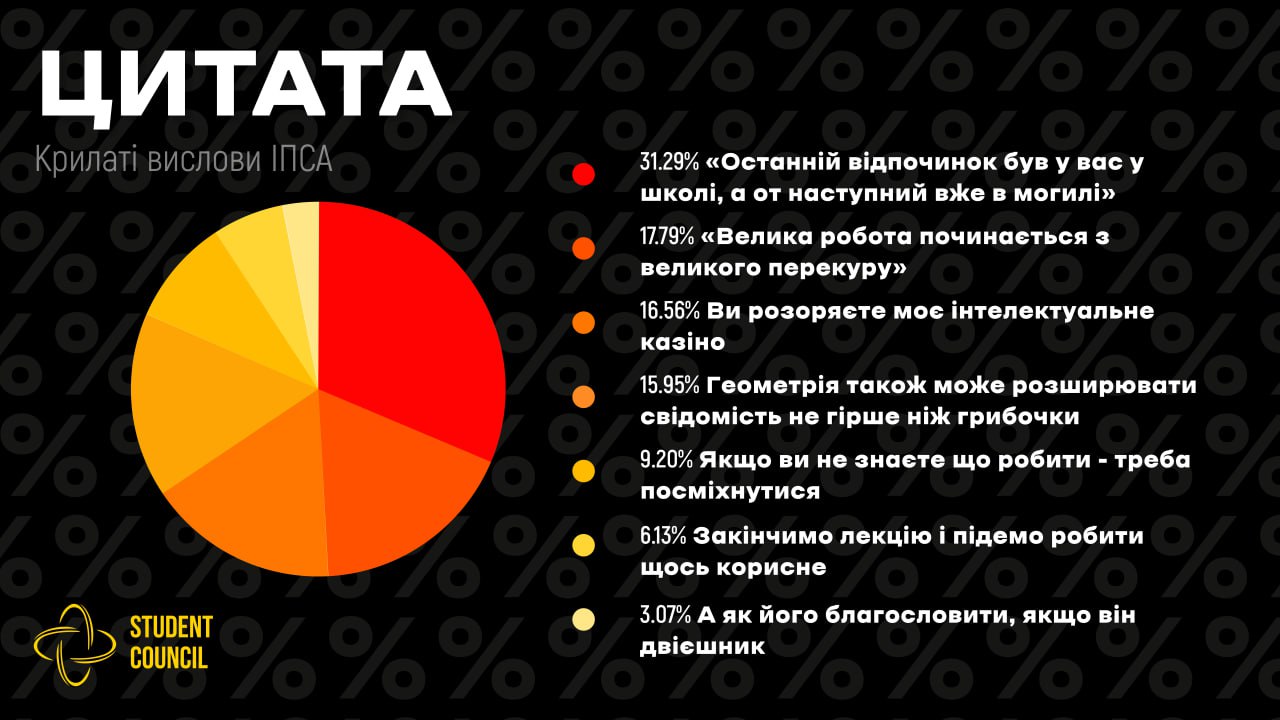 ЦИТАТА
Крилаті вислови ІПСА
31.29% «Останній відпочинок був у вас у
школі, а от наступний вже в могилі»
17.79% «Велика робота починається з
великого перекуру»
16.56% Ви розоряєте моє інтелектуальне
казіно
15.95% Геометрія також може розширювати
свідомість не гірше ніж грибочки
9.20% Якщо ви не знаєте що робити - треба
посміхнутися
6.13% Закінчимо лекцію і підемо робити
щось корисне
3.07% А як його благословити, якщо він
двієшник
STUDENT
COUNCIL